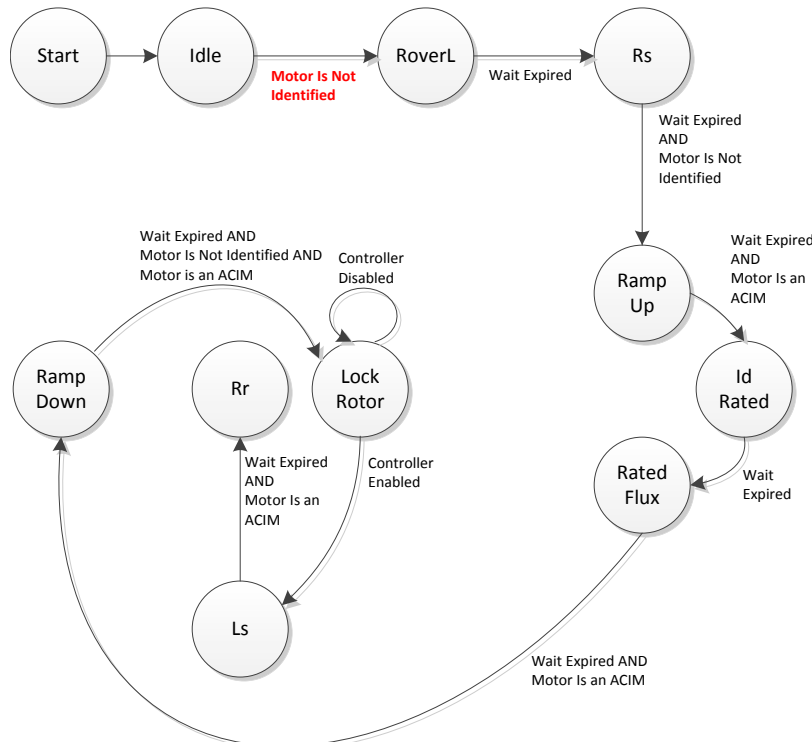 Start
Idle
Motor Is Not
Identified
RoverL
Wait Expired
Rs
Wait Expired
AND
Motor Is Not
Identified
Ramp
Up
Wait Expired
AND
Motor Is an
ACIM
Id
Rated
Wait
Expired
Rated
Flux
Wait Expired AND
Motor Is an ACIM
Ramp
Down
Wait Expired AND
Motor Is Not Identified AND
Motor is an ACIM
Controller
Disabled
Lock
Rotor
Controller
Enabled
Ls
Wait Expired
AND
Motor Is an
ACIM
Rr